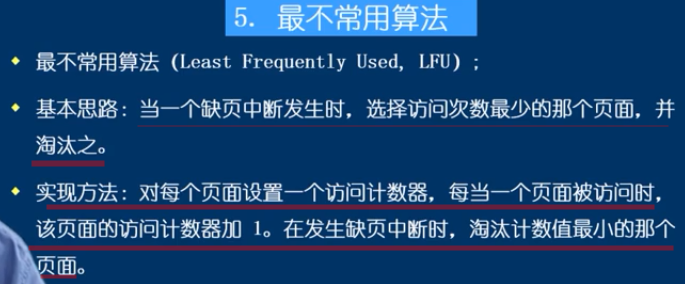 5. 最不常用算法
最不常用算法 (Least Frequently Used, LFU) ;
基本思路: 当一个缺页中断发生时, 选择访问次数最少的那个页面, 并
淘汰之。
实现方法: 对每个页面设置一个访问计数器, 每当一个页面被访问时,
该页面的访问计数器加 1。在发生缺页中断时, 淘汰计数值最小的那个
页面。